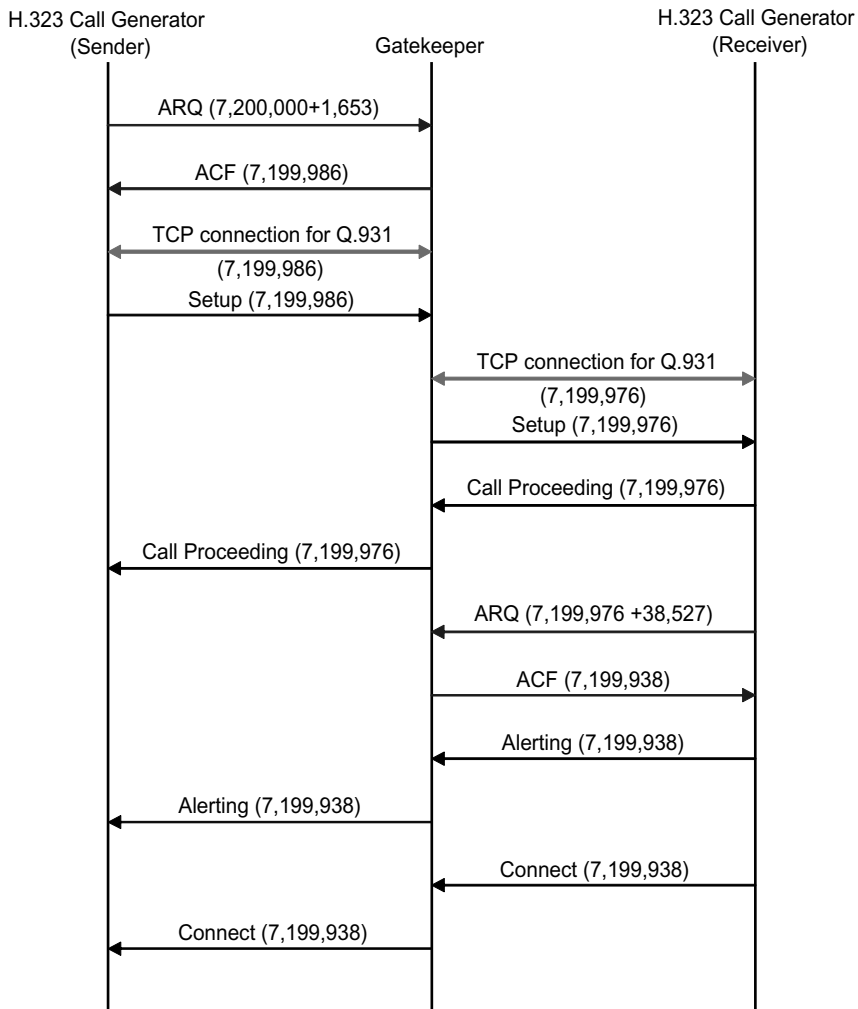 H.323 Call Generator
(Sender)
Gatekeeper
H.323 Call Generator
(Receiver)
ARQ (7,200,000+1,653)
ACF (7,199,986)
TCP connection for Q.931
(7,199,986)
Setup (7,199,986)
TCP connection for Q.931
(7,199,976)
Setup (7,199,976)
Call Proceeding (7,199,976)
Call Proceeding (7,199,976)
ARQ (7,199,976 +38,527)
ACF (7,199,938)
Alerting (7,199,938)
Alerting (7,199,938)
Connect (7,199,938)
Connect (7,199,938)